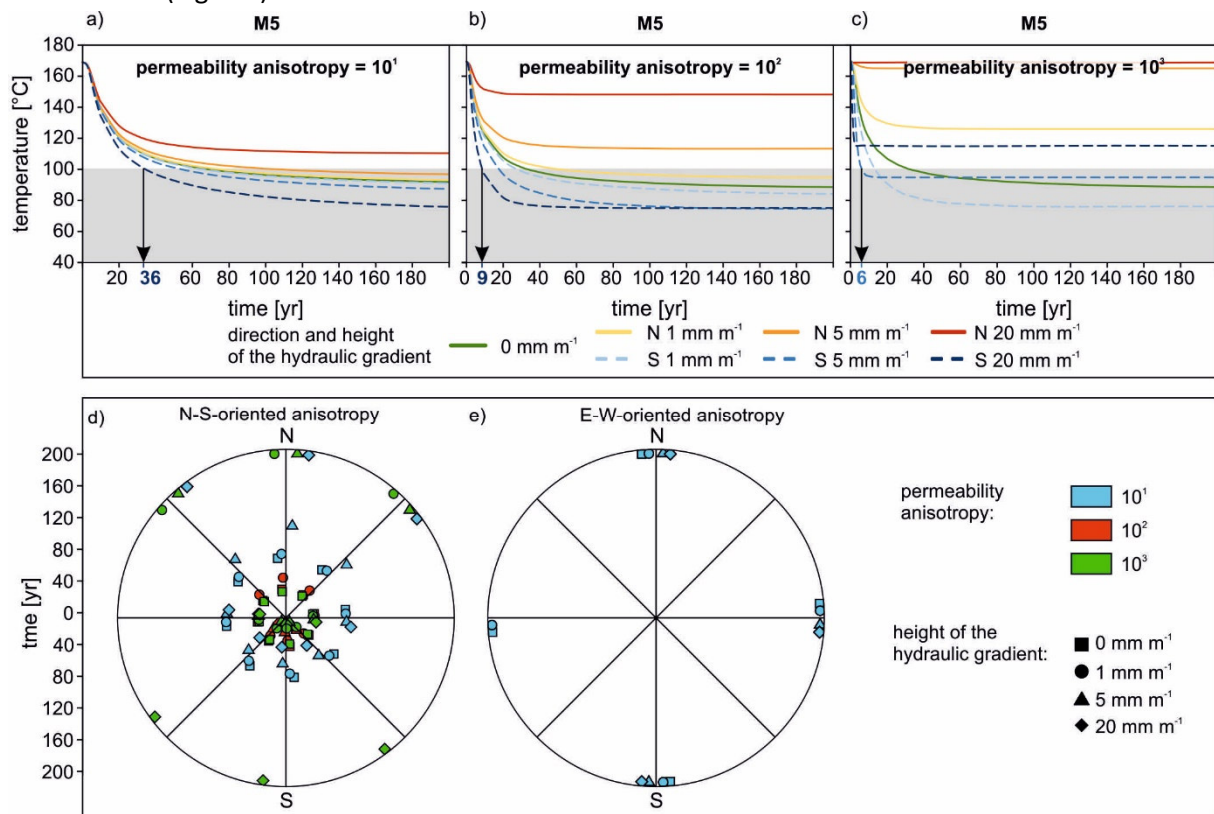 a) M5
b) M5
c) M5
temperature [°C]
180
160
140
120
100
80
60
40
permeability anisotropy = 10¹
permeability anisotropy = 10²
permeability anisotropy = 10³
20 36 60 80 100 120 140 160 180
0 9 20 40 60 80 100 120 140 160 180
0 6 20 40 60 80 100 120 140 160 180
time [yr]
time [yr]
time [yr]
direction and height
of the hydraulic gradient
0 mm m⁻¹
N 1 mm m⁻¹
N 5 mm m⁻¹
N 20 mm m⁻¹
S 1 mm m⁻¹
S 5 mm m⁻¹
S 20 mm m⁻¹
d) N-S-oriented anisotropy
N
S
e) E-W-oriented anisotropy
N
S
tme [yr]
200
160
120
80
40
0
40
80
120
160
200
permeability
anisotropy:
10¹
10²
10³
height of the
hydraulic gradient:
0 mm m⁻¹
1 mm m⁻¹
5 mm m⁻¹
20 mm m⁻¹